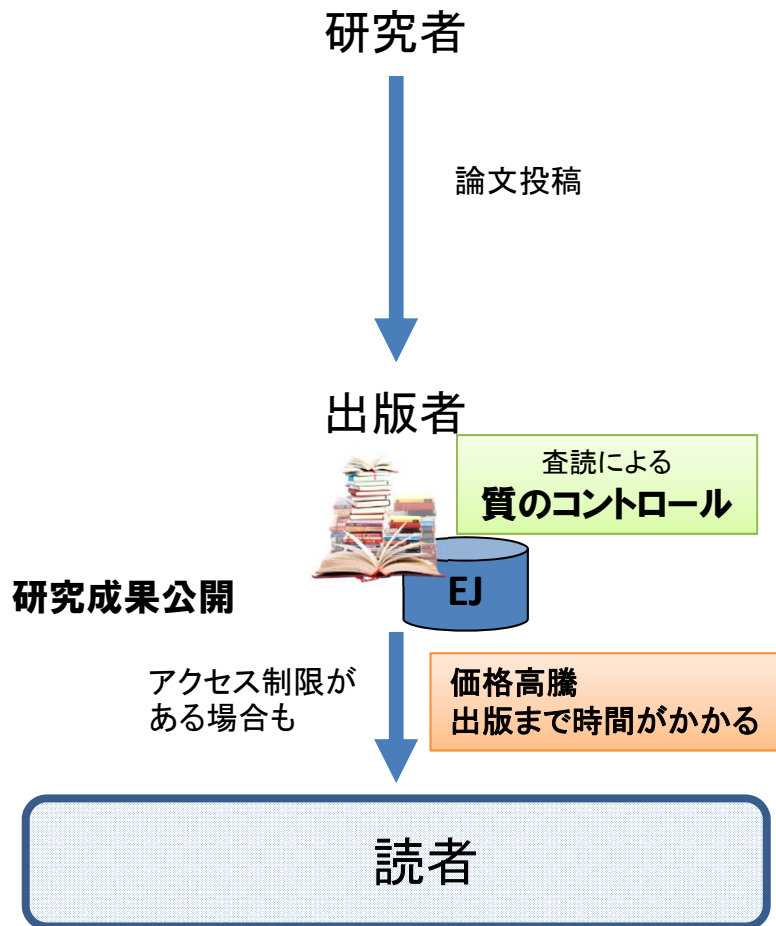 研究者
論文投稿
出版者
査読による
質のコントロール
EJ
研究成果公開
アクセス制限が
ある場合も
価格高騰
出版まで時間がかかる
読者